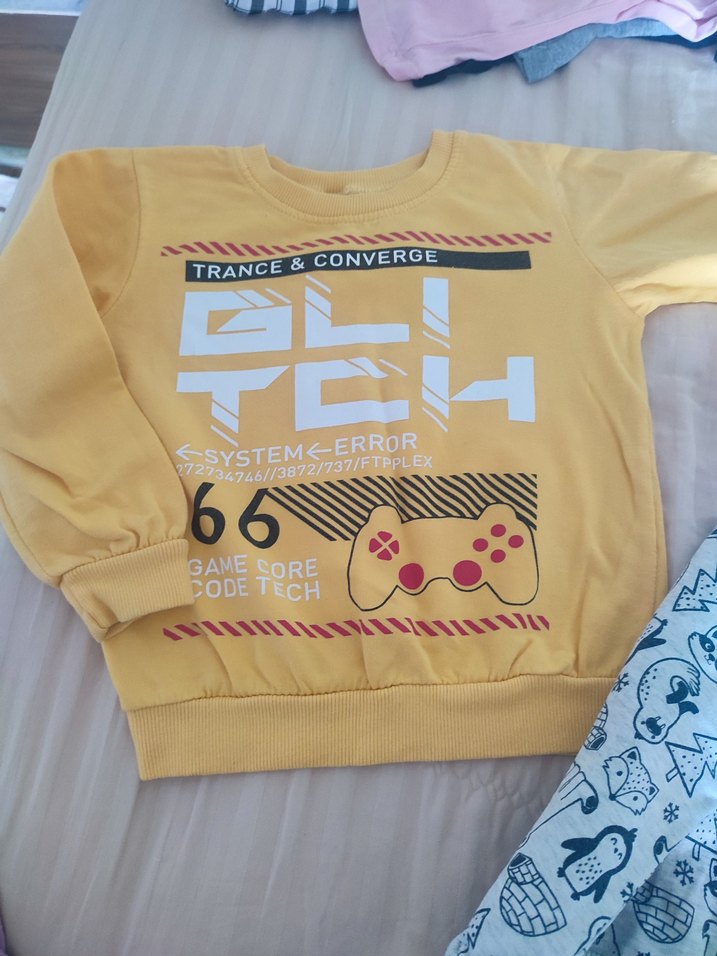 TRANCE & CONVERGE
GLI
TCH
←SYSTEM←ERROR
272734746//3872/737/FTPPLEX
66
GAME CORE
CODE TECH